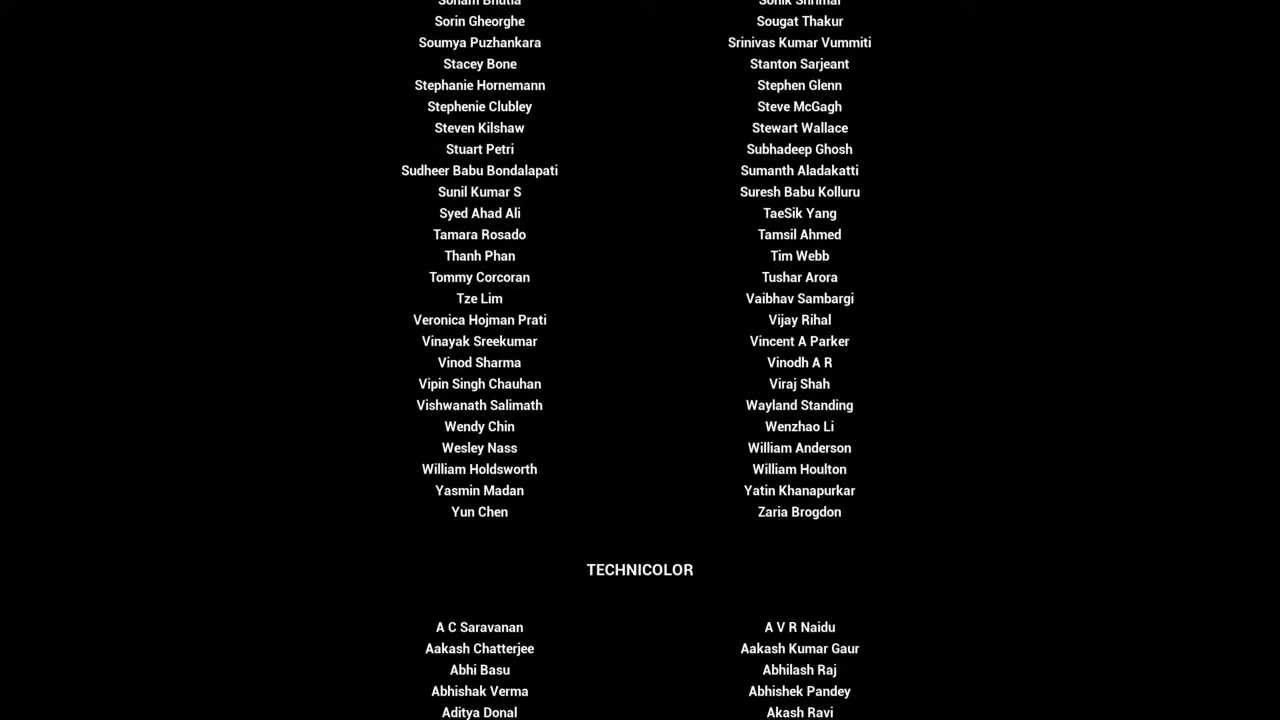 Soham Bhutia Sonik Shrimal
Sorin Gheorghe Sougat Thakur
Soumya Puzhankara Srinivas Kumar Vummiti
Stacey Bone Stanton Sarjeant
Stephanie Hornemann Stephen Glenn
Stephenie Clubley Steve McGagh
Steven Kilshaw Stewart Wallace
Stuart Petri Subhadeep Ghosh
Sudheer Babu Bondalapati Sumanth Aladakatti
Sunil Kumar S Suresh Babu Kolluru
Syed Ahad Ali TaeSik Yang
Tamara Rosado Tamsil Ahmed
Thanh Phan Tim Webb
Tommy Corcoran Tushar Arora
Tze Lim Vaibhav Sambargi
Veronica Hojman Prati Vijay Rihal
Vinayak Sreekumar Vincent A Parker
Vinod Sharma Vinodh A R
Vipin Singh Chauhan Viraj Shah
Vishwanath Salimath Wayland Standing
Wendy Chin Wenzhao Li
Wesley Nass William Anderson
William Holdsworth William Houlton
Yasmin Madan Yatin Khanapurkar
Yun Chen Zaria Brogdon
TECHNICOLOR
A C Saravanan A V R Naidu
Aakash Chatterjee Aakash Kumar Gaur
Abhi Basu Abhilash Raj
Abhishak Verma Abhishek Pandey
Aditya Donal Akash Ravi